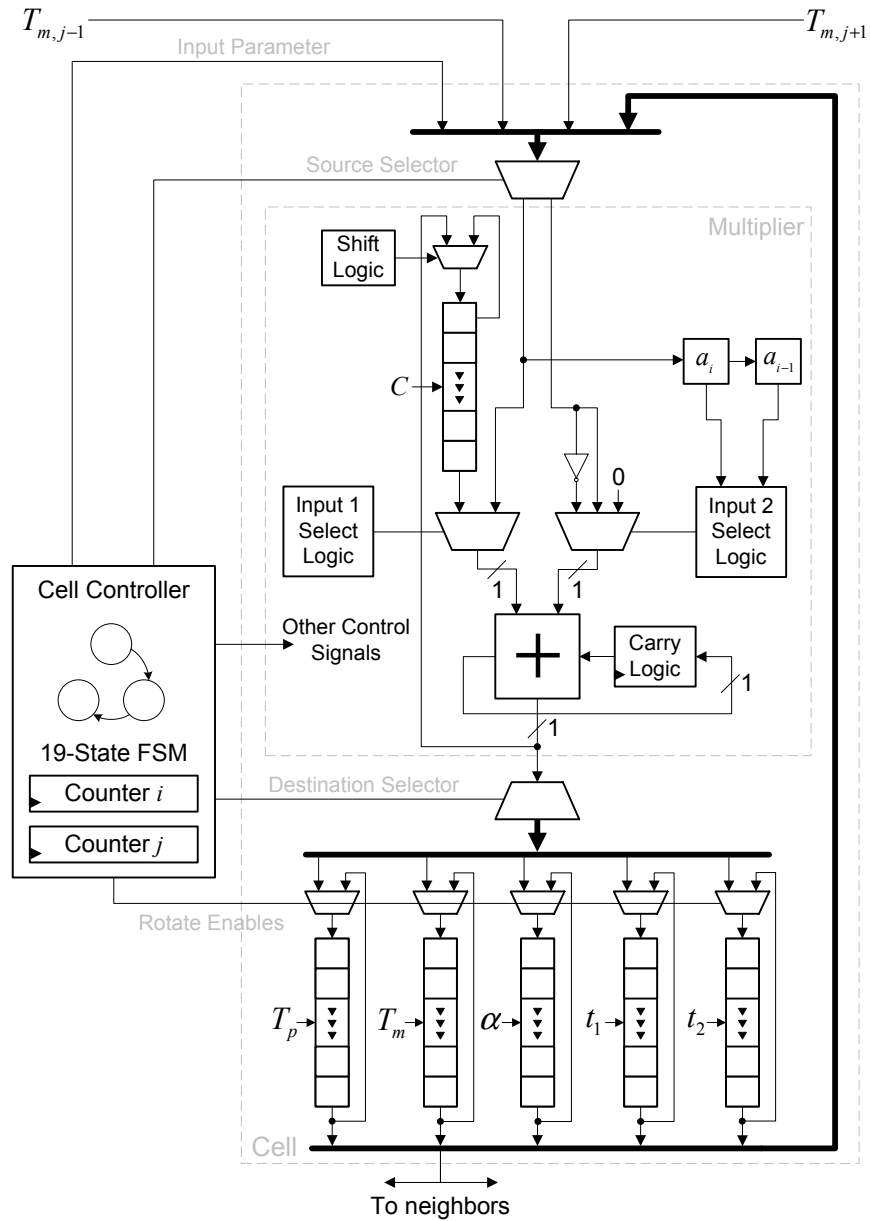 T_{m,j−1}
T_{m,j+1}
Input Parameter
Source Selector
Multiplier
Shift
Logic
a_i
a_{i−1}
C
0
Input 1
Select
Logic
Input 2
Select
Logic
1
1
Cell Controller
Other Control
Signals
+
Carry
Logic
1
19-State FSM
1
Destination Selector
Counter i
Counter j
Rotate Enables
T_p
T_m
α
t_1
t_2
Cell
To neighbors